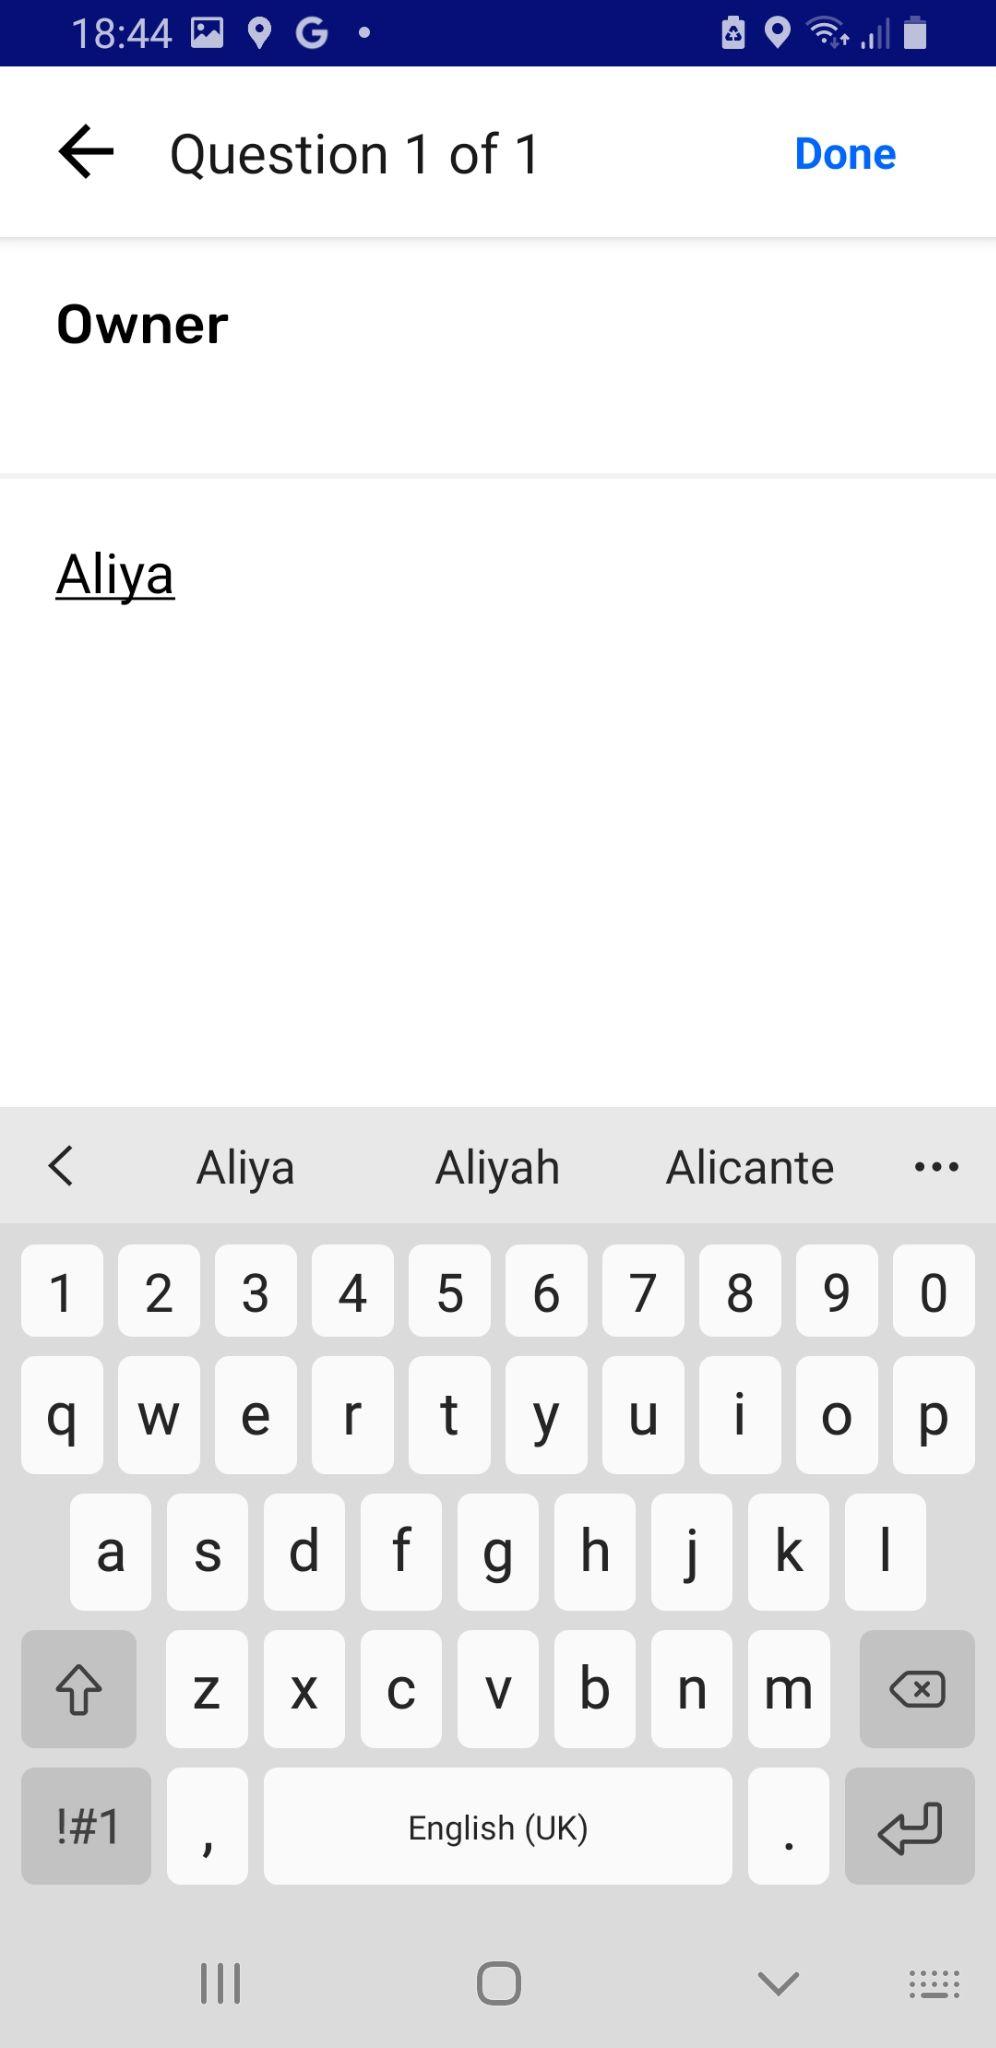 18:44 G
Question 1 of 1 Done
Owner
Aliya
Aliya Aliyah Alicante
1 2 3 4 5 6 7 8 9 0
q w e r t y u i o p
a s d f g h j k l
z x c v b n m
!#1 , English (UK) .